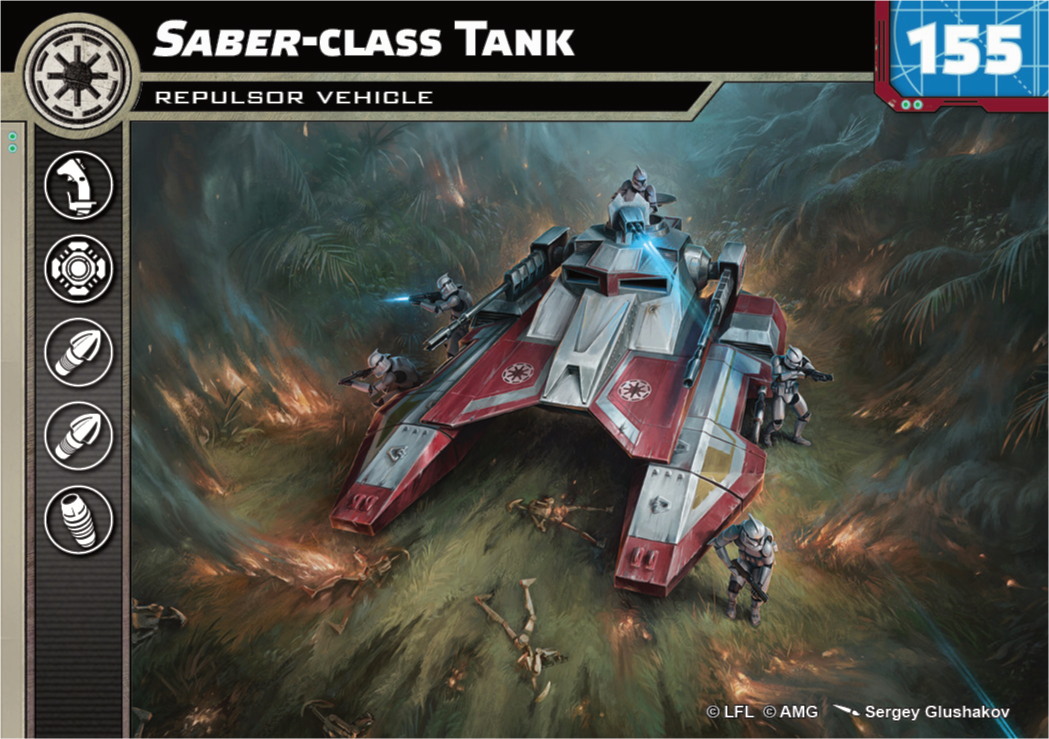 SABER-CLASS TANK
155
REPULSOR VEHICLE
© LFL © AMG Sergey Glushakov